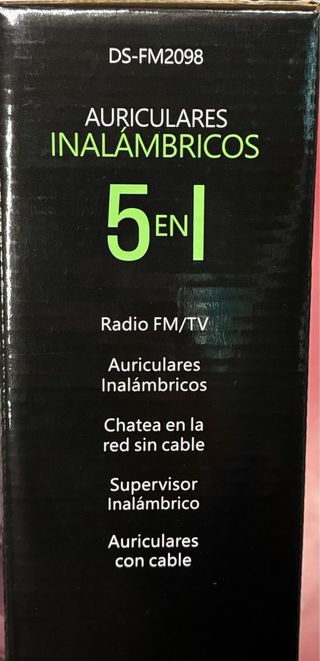 DS-FM2098
AURICULARES
INALÁMBRICOS
5 EN 1
Radio FM/TV
Auriculares
Inalámbricos
Chatea en la
red sin cable
Supervisor
Inalámbrico
Auriculares
con cable